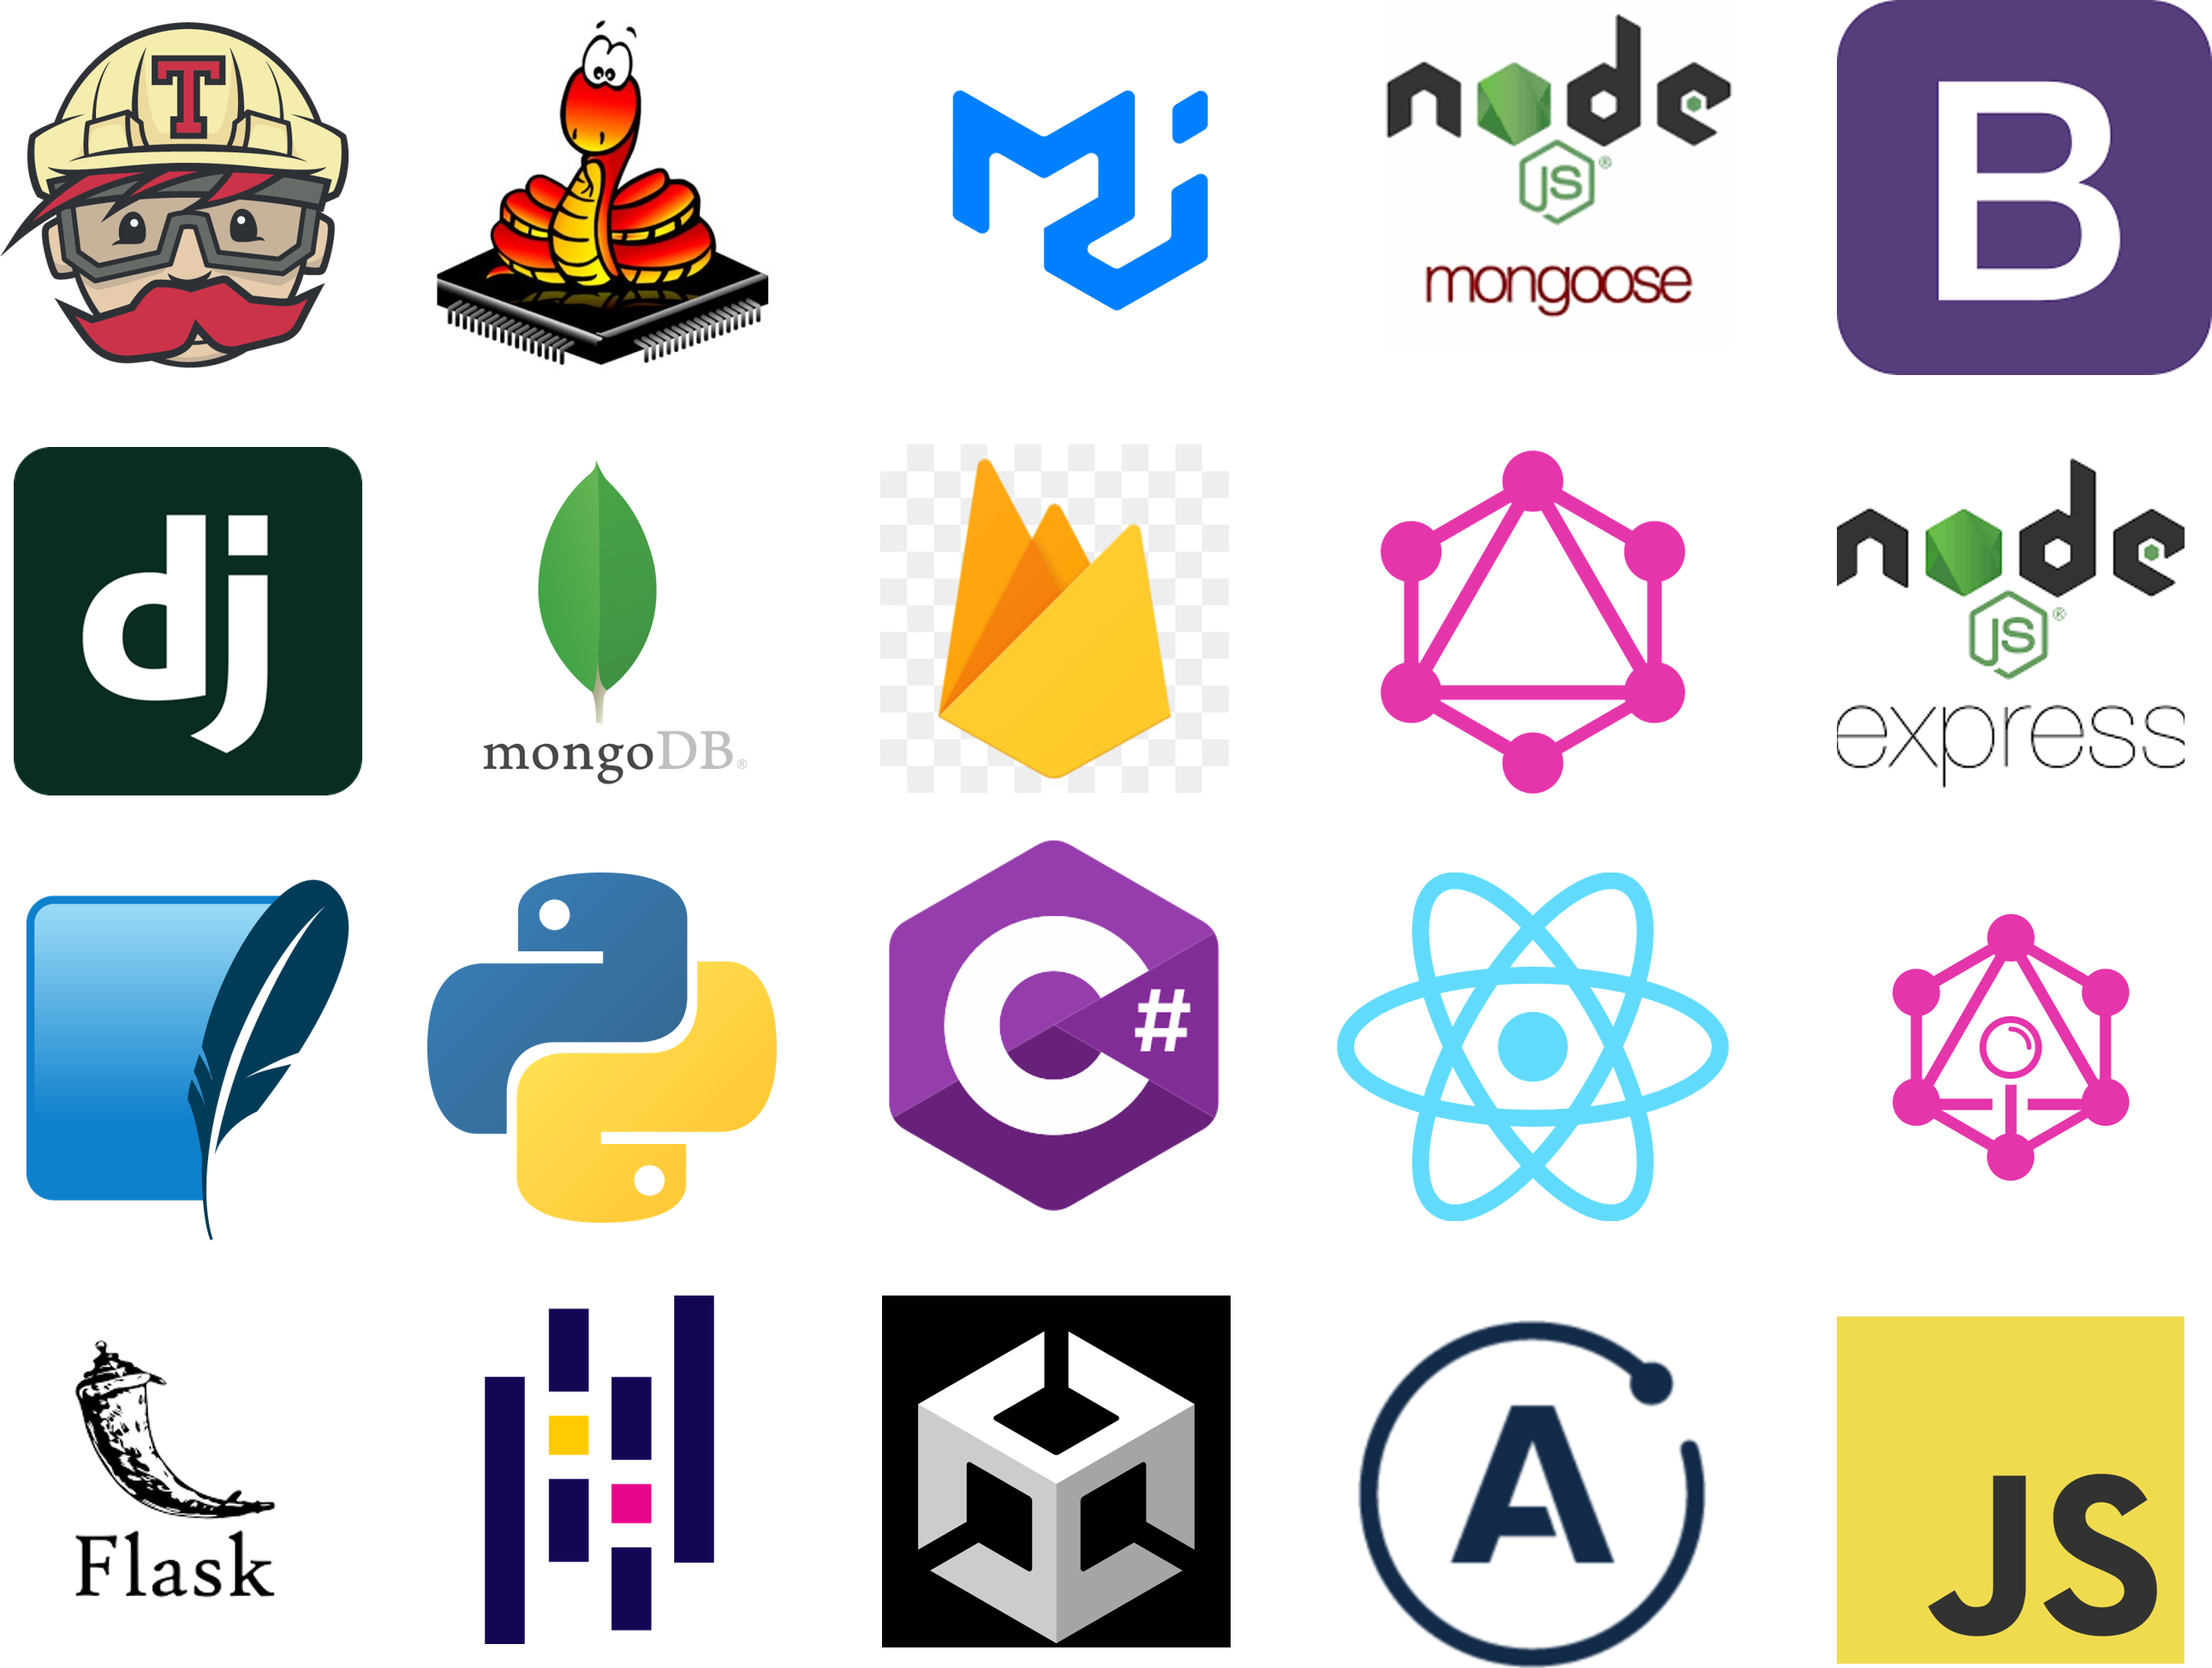 T
node
JS®
mongoose
B
dj
mongoDB®
node
JS®
express
C#
Flask
A
JS